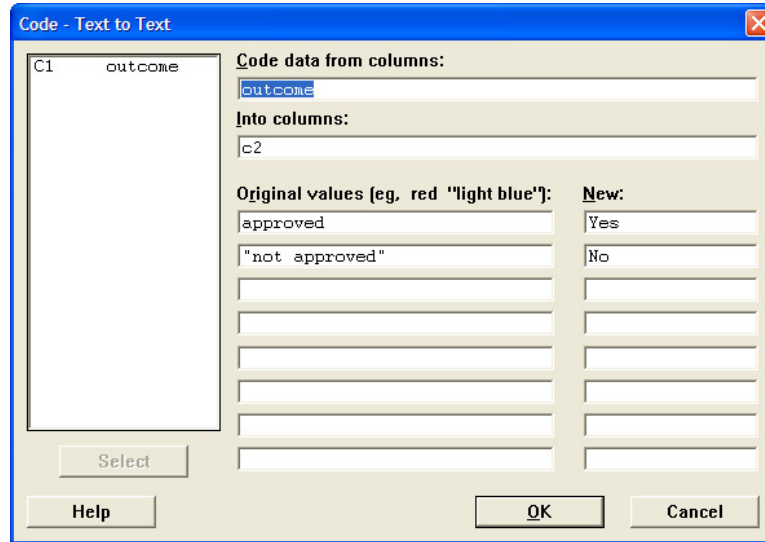 Code - Text to Text
C1 outcome
Code data from columns:
outcome
Into columns:
c2
Original values (eg, red "light blue"): New:
approved Yes
"not approved" No
Select
Help OK Cancel